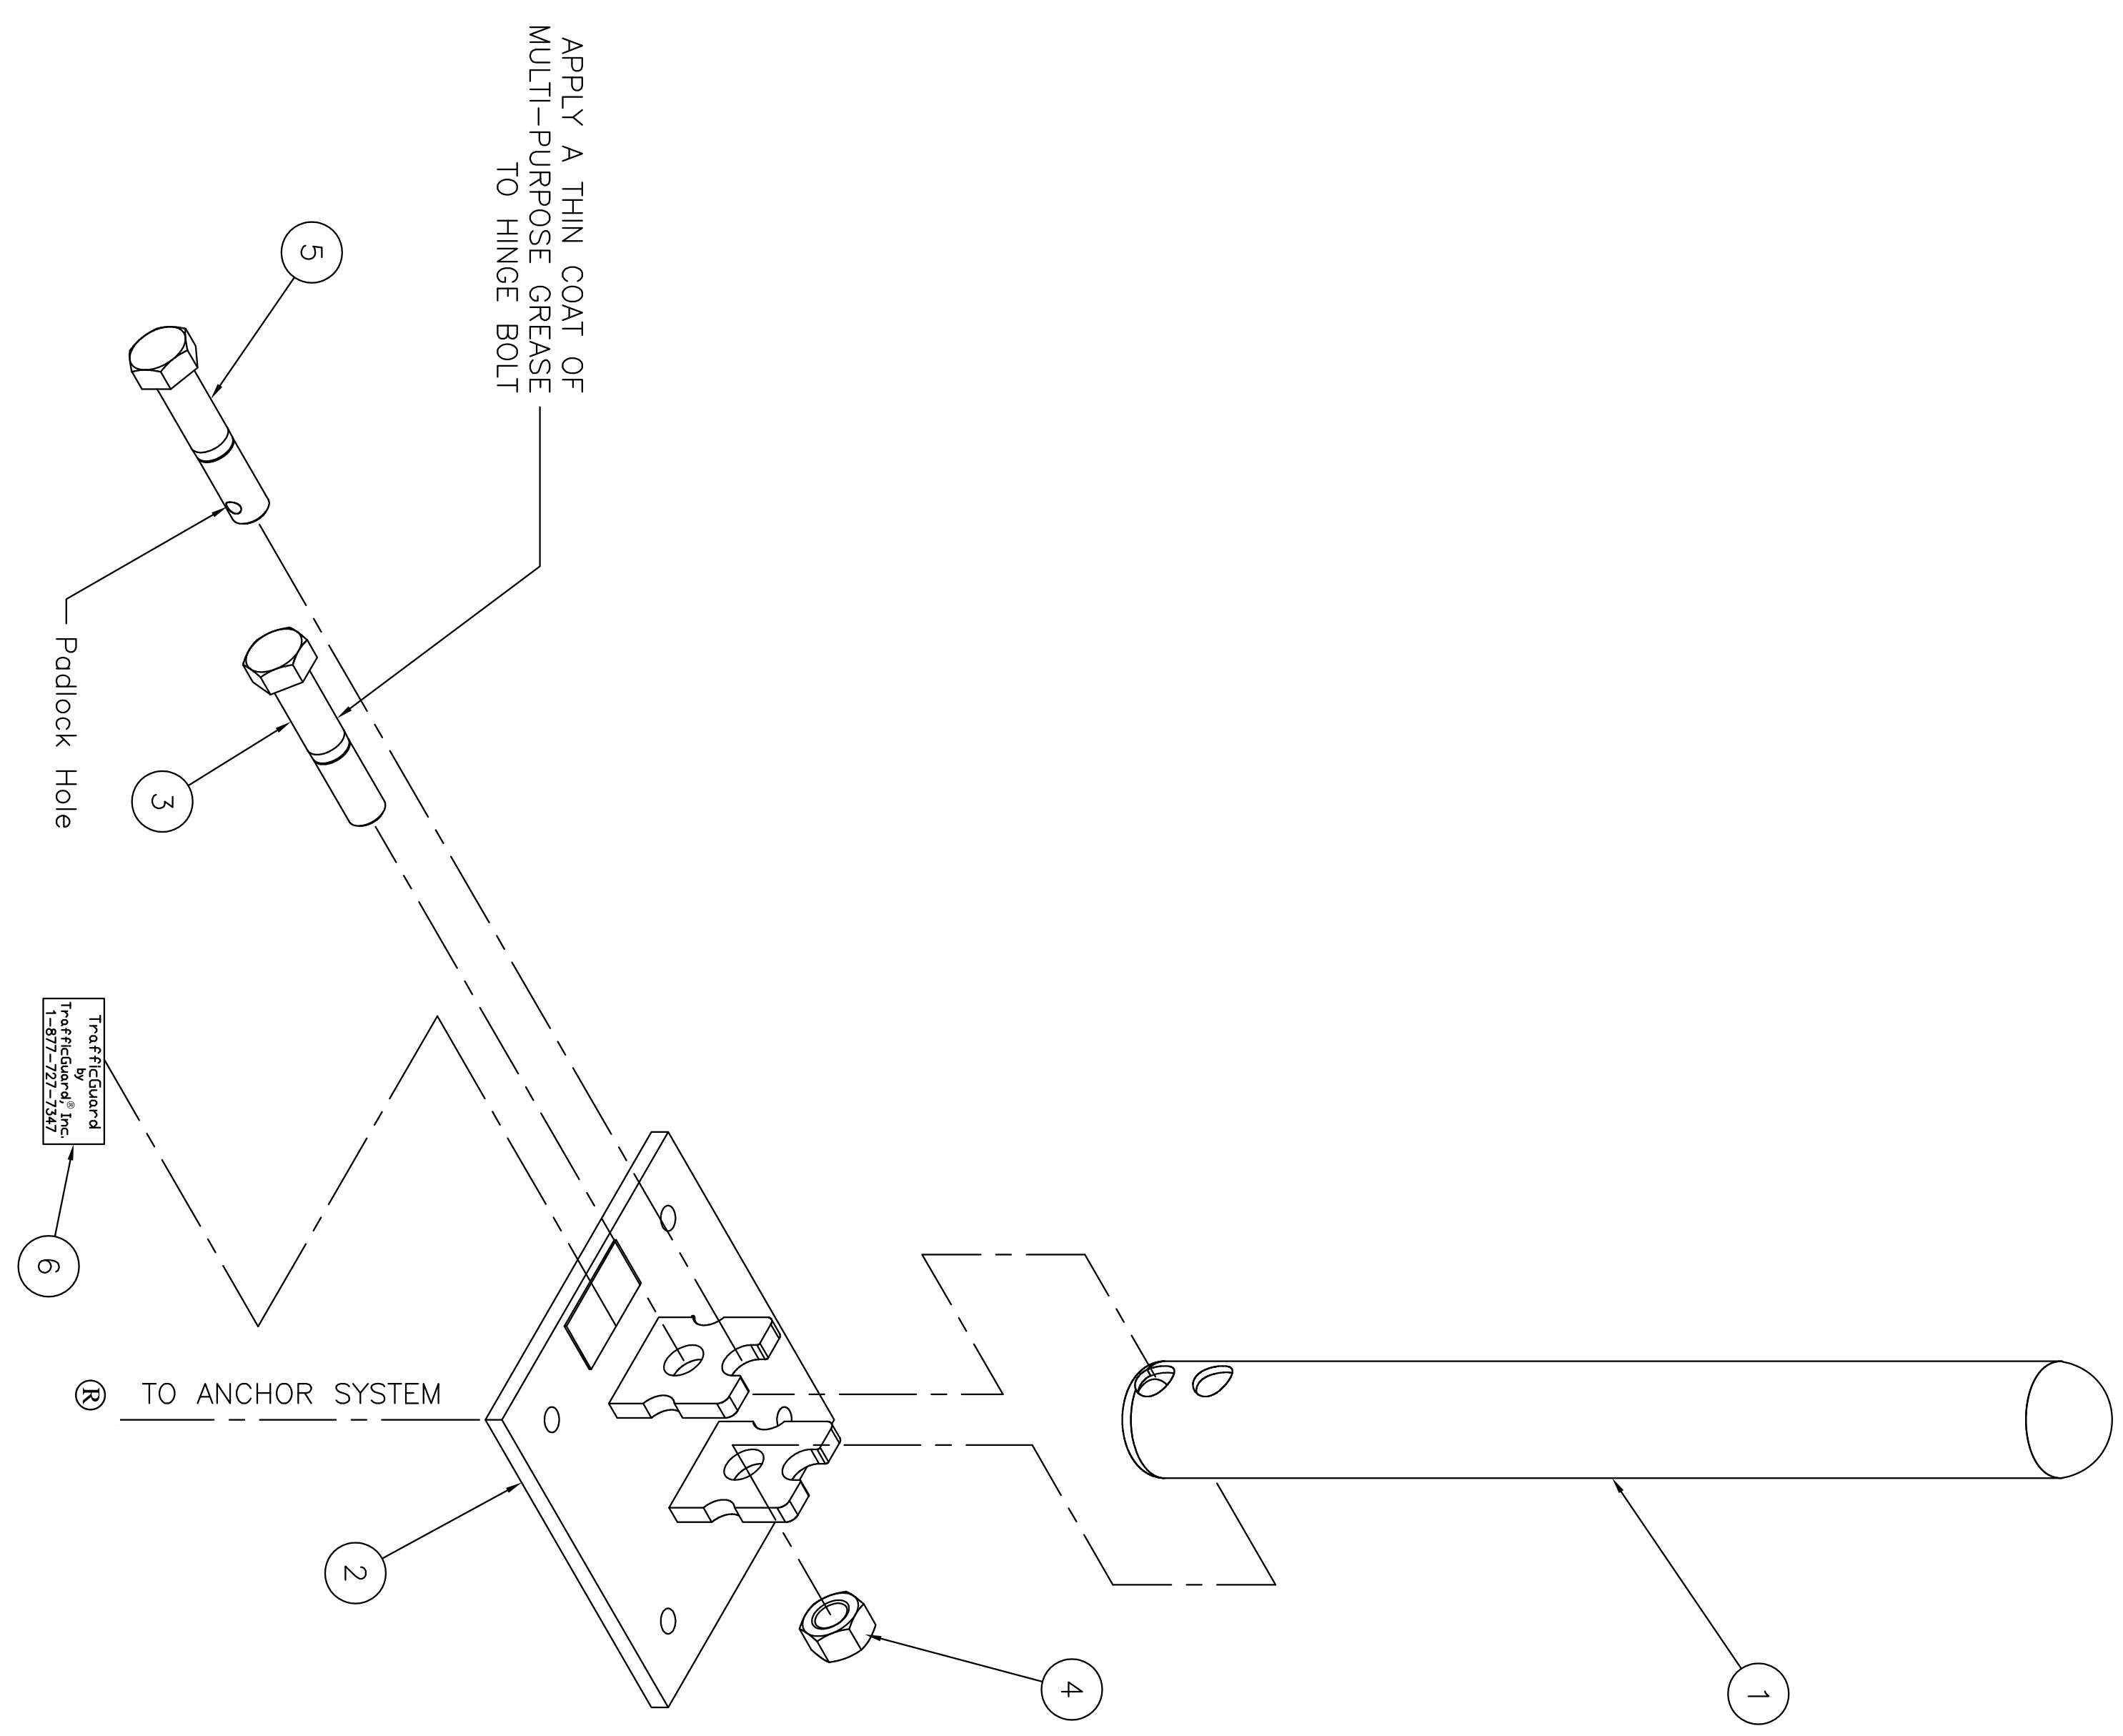 1
APPLY A THIN COAT OF
MULTI-PURPOSE GREASE
TO HINGE BOLT
4
5
2
3
Padlock Hole
TO ANCHOR SYSTEM
®
TrafficGuard
by
TrafficGuard,® Inc.
1-877-727-7347
6